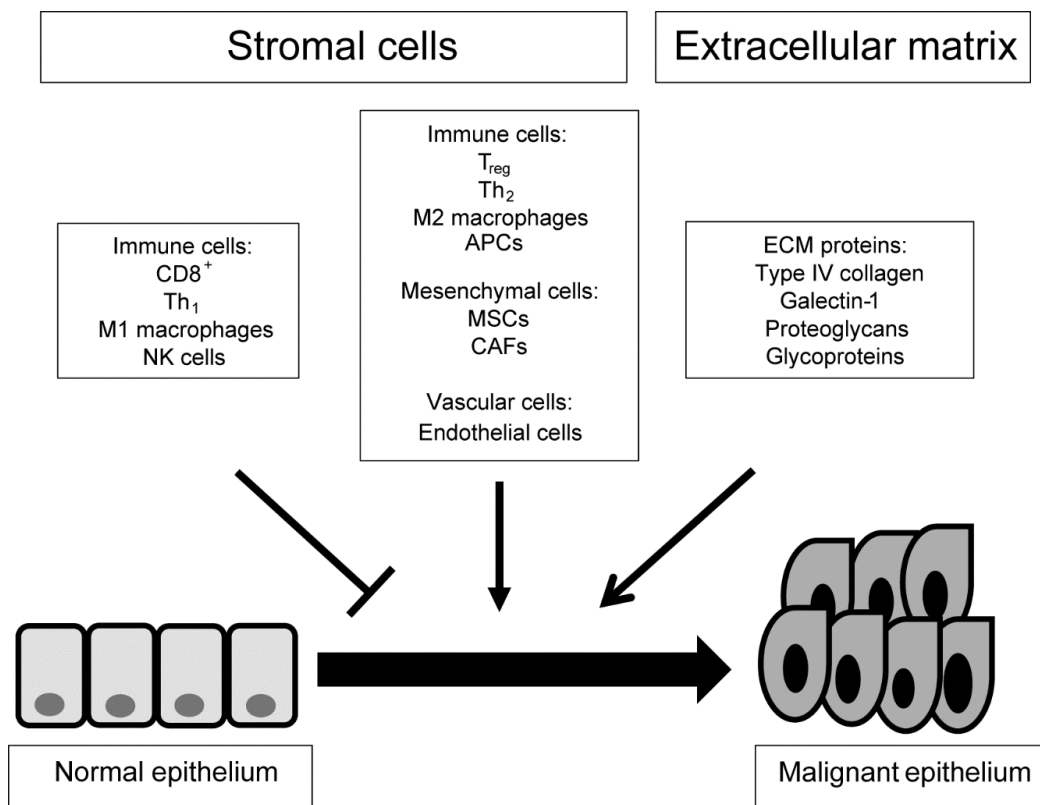 Stromal cells
Extracellular matrix
Immune cells:
CD8⁺
Th₁
M1 macrophages
NK cells
Immune cells:
Tᵣₑg
Th₂
M2 macrophages
APCs
Mesenchymal cells:
MSCs
CAFs
Vascular cells:
Endothelial cells
ECM proteins:
Type IV collagen
Galectin-1
Proteoglycans
Glycoproteins
Normal epithelium
Malignant epithelium